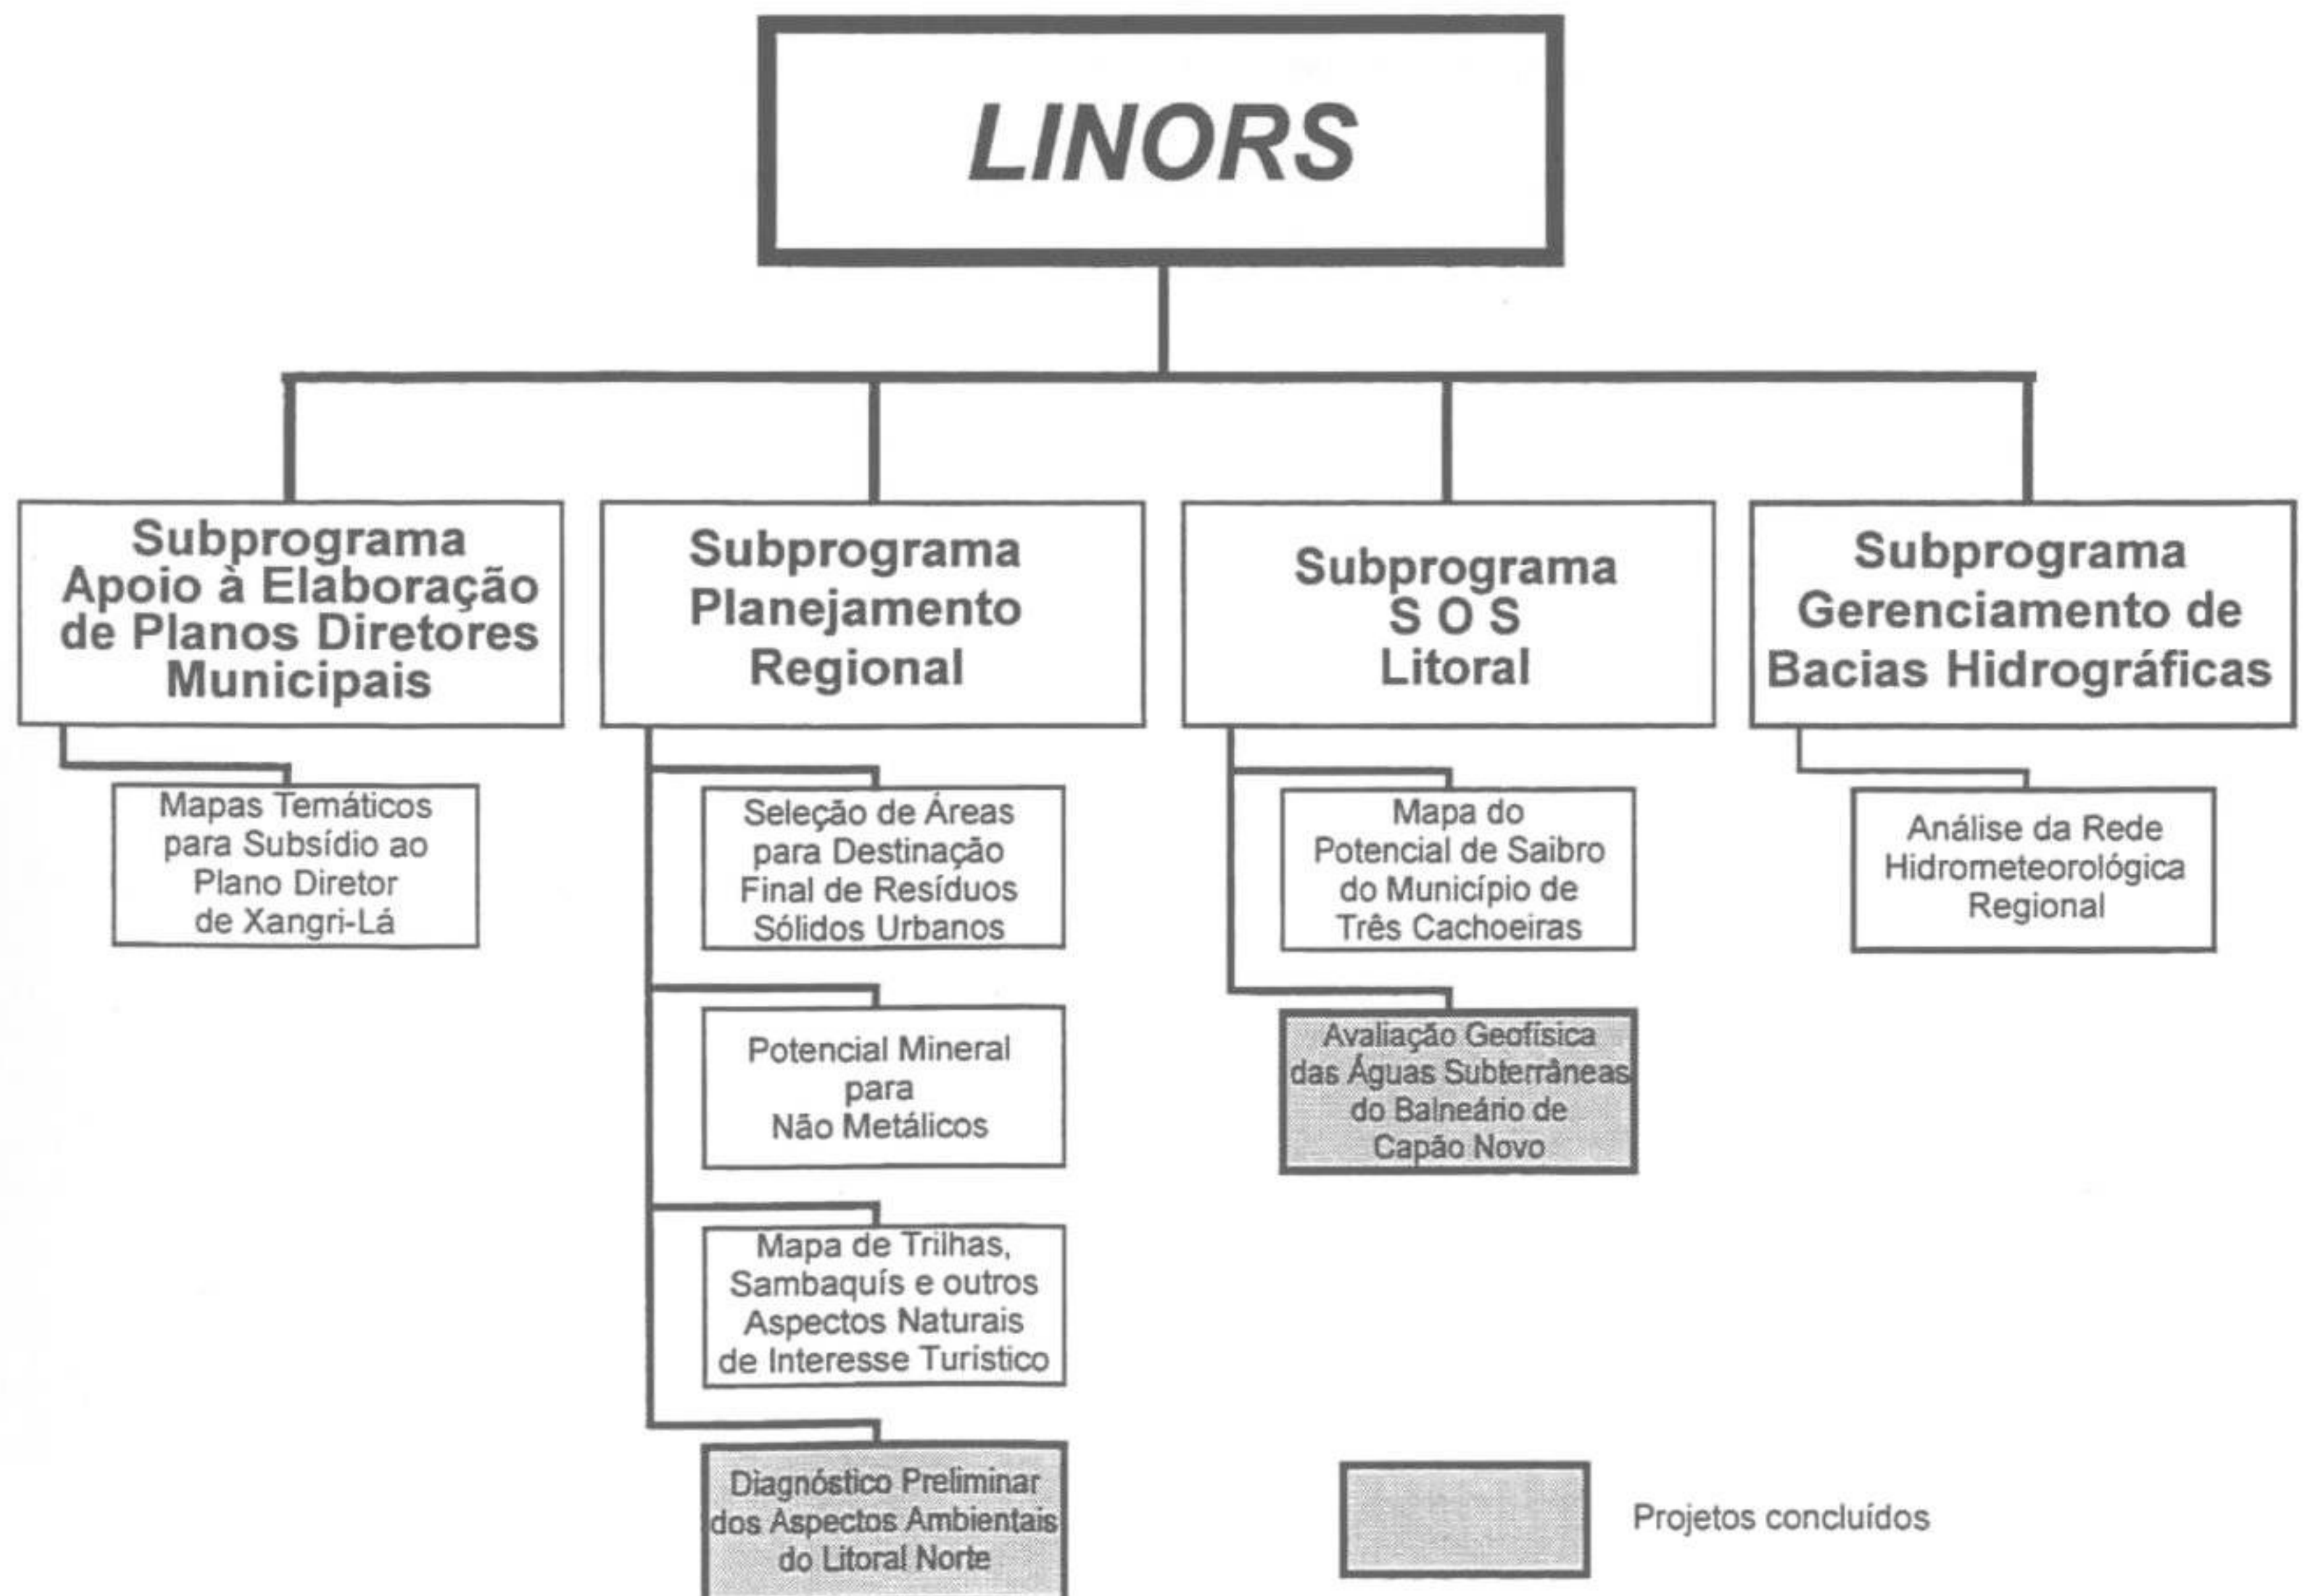 LINORS
Subprograma
Apoio à Elaboração
de Planos Diretores
Municipais
Mapas Temáticos
para Subsídio ao
Plano Diretor
de Xangri-Lá
Subprograma
Planejamento
Regional
Seleção de Áreas
para Destinação
Final de Resíduos
Sólidos Urbanos
Potencial Mineral
para
Não Metálicos
Mapa de Trilhas,
Sambaquís e outros
Aspectos Naturais
de Interesse Turístico
Diagnóstico Preliminar
dos Aspectos Ambientais
do Litoral Norte
Subprograma
S O S
Litoral
Mapa do
Potencial de Saibro
do Município de
Três Cachoeiras
Avaliação Geofísica
das Águas Subterrâneas
do Balneário de
Capão Novo
Subprograma
Gerenciamento de
Bacias Hidrográficas
Análise da Rede
Hidrometeorológica
Regional
Projetos concluídos